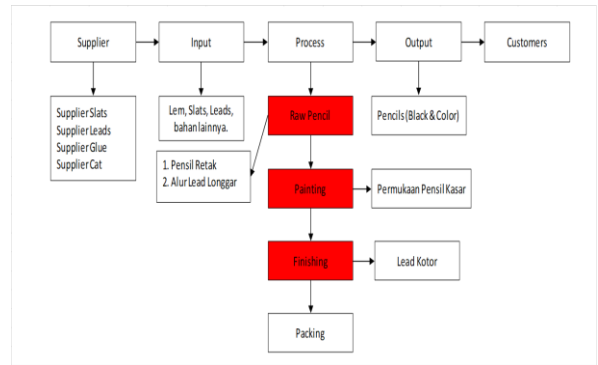 Supplier
Input
Process
Output
Customers
Supplier Slats
Supplier Leads
Supplier Glue
Supplier Cat
Lem, Slats, Leads,
bahan lainnya.
Raw Pencil
Pencils (Black & Color)
1. Pensil Retak
2. Alur Lead Longgar
Painting
Permukaan Pensil Kasar
Finishing
Lead Kotor
Packing